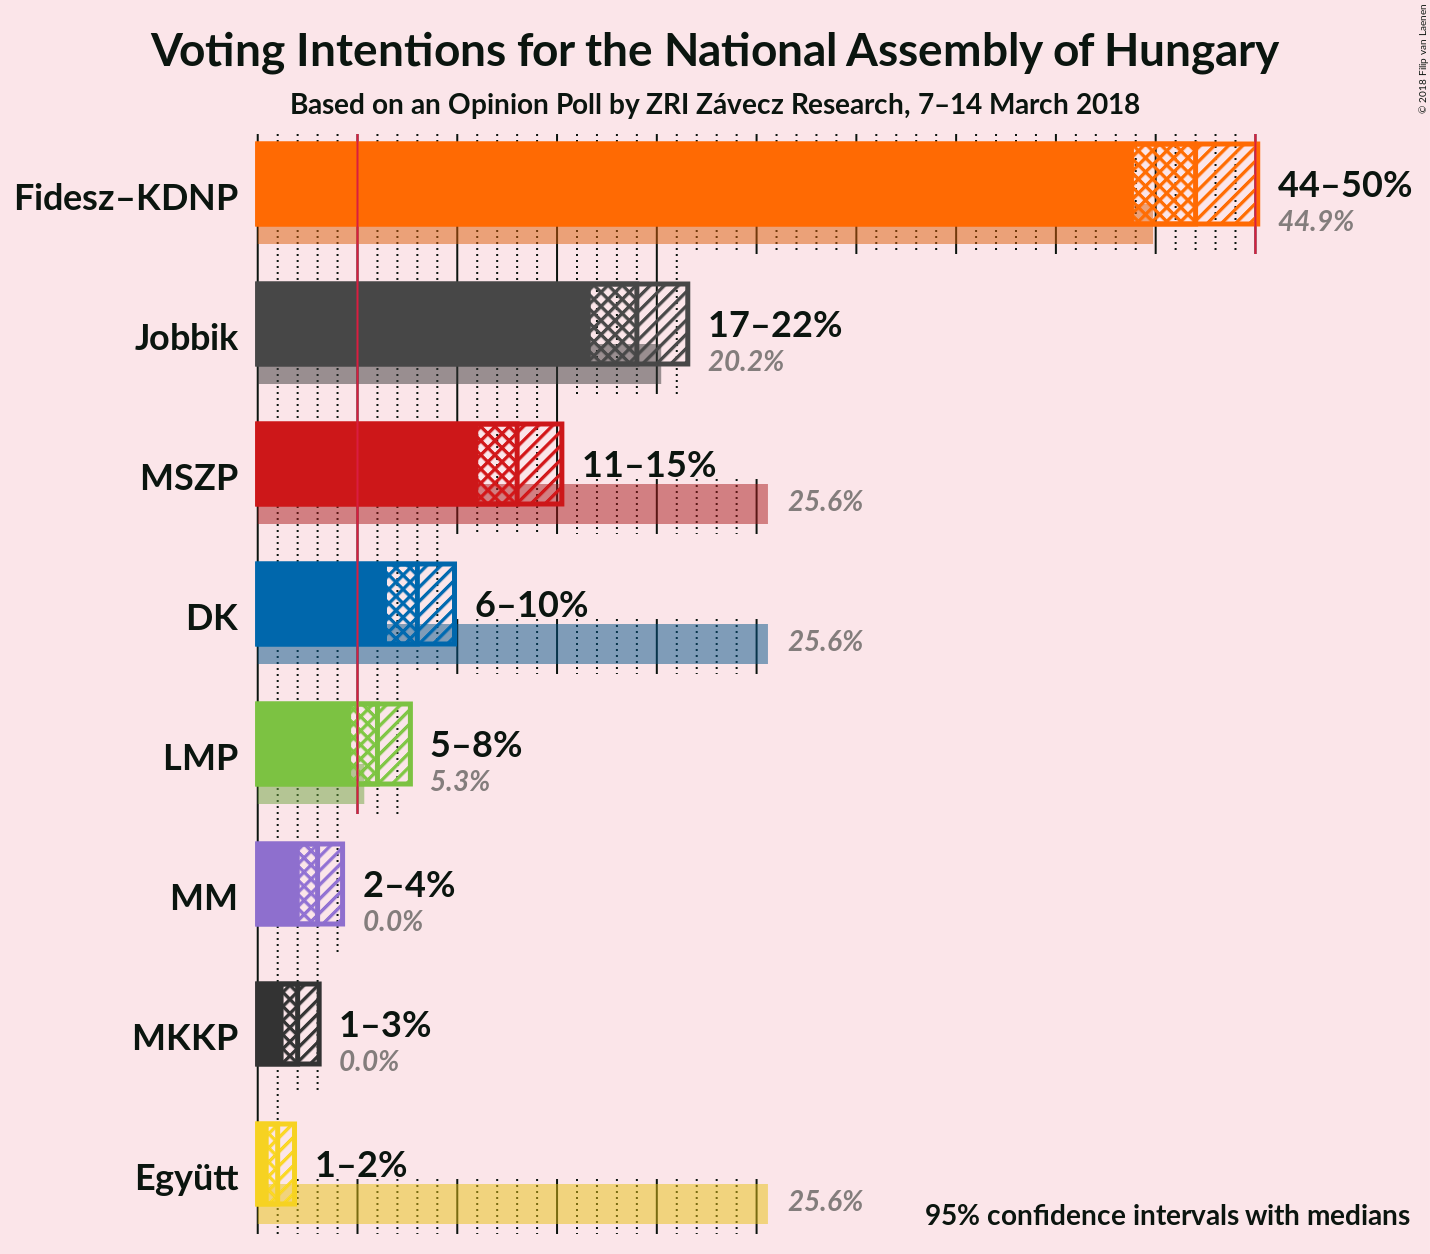 Voting Intentions for the National Assembly of Hungary
Based on an Opinion Poll by ZRI Závecz Research, 7–14 March 2018
© 2018 Filip van Laenen
Fidesz–KDNP
44–50%
44.9%
Jobbik
17–22%
20.2%
MSZP
11–15%
25.6%
DK
6–10%
25.6%
LMP
5–8%
5.3%
MM
2–4%
0.0%
MKKP
1–3%
0.0%
Együtt
1–2%
25.6%
95% confidence intervals with medians